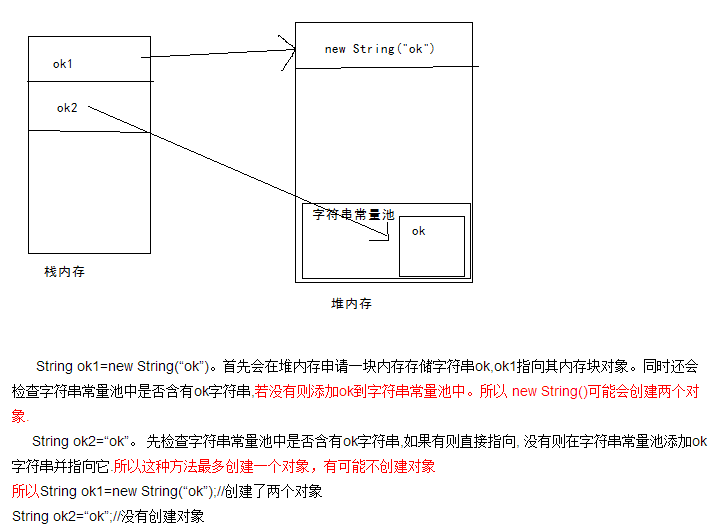 ok1
new String("ok")
ok2
字符串常量池
ok
栈内存
堆内存
String ok1=new String(“ok”)。首先会在堆内存申请一块内存存储字符串ok,ok1指向其内存块对象。同时还会
检查字符串常量池中是否含有ok字符串,若没有则添加ok到字符串常量池中。所以 new String()可能会创建两个对
象.
String ok2=“ok”。 先检查字符串常量池中是否含有ok字符串,如果有则直接指向, 没有则在字符串常量池添加ok
字符串并指向它.所以这种方法最多创建一个对象，有可能不创建对象
所以String ok1=new String(“ok”);//创建了两个对象
String ok2=“ok”;//没有创建对象